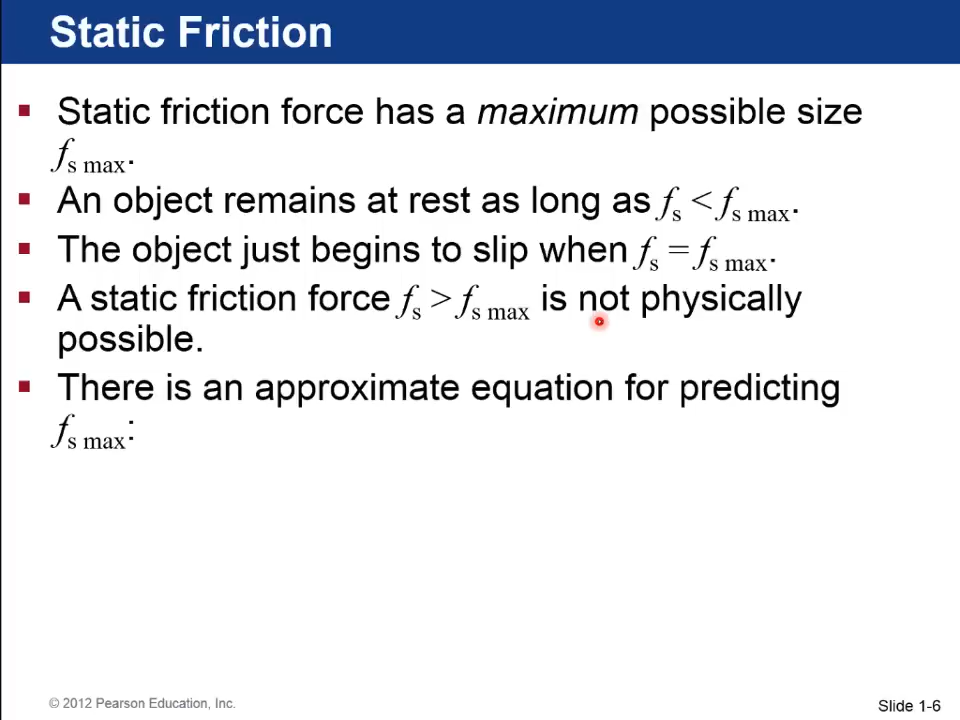 Static Friction
▪ Static friction force has a maximum possible size
fs max.
▪ An object remains at rest as long as fs < fs max.
▪ The object just begins to slip when fs = fs max.
▪ A static friction force fs > fs max is not physically
possible.
▪ There is an approximate equation for predicting
fs max:
© 2012 Pearson Education, Inc.
Slide 1-6